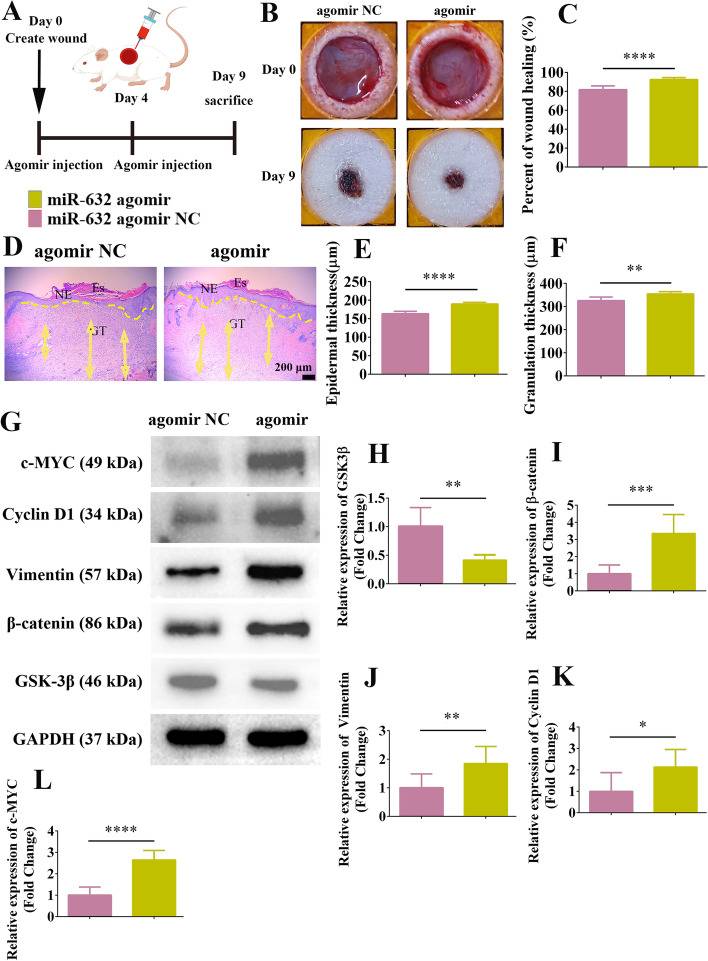 A
Day 0
Create wound
Day 4
Day 9
sacrifice
Agomir injection
Agomir injection
miR-632 agomir
miR-632 agomir NC
B
agomir NC
agomir
Day 0
Day 9
C
Percent of wound healing (%)
100
80
60
40
20
0
****
D
agomir NC
agomir
NE
Es
GT
NE
Es
GT
200 μm
E
Epidermal thickness(μm)
250
200
150
100
50
0
****
F
Granulation thickness (μm)
400
300
200
100
0
**
G
agomir NC
agomir
c-MYC (49 kDa)
Cyclin D1 (34 kDa)
Vimentin (57 kDa)
β-catenin (86 kDa)
GSK-3β (46 kDa)
GAPDH (37 kDa)
H
Relative expression of GSK3β
(Fold Change)
1.5
1.0
0.5
0.0
**
I
Relative expression of β-catenin
(Fold Change)
5
4
3
2
1
0
***
J
Relative expression of Vimentin
(Fold Change)
3
2
1
0
**
K
Relative expression of Cyclin D1
(Fold Change)
4
3
2
1
0
*
L
Relative expression of c-MYC
(Fold Change)
4
3
2
1
0
****